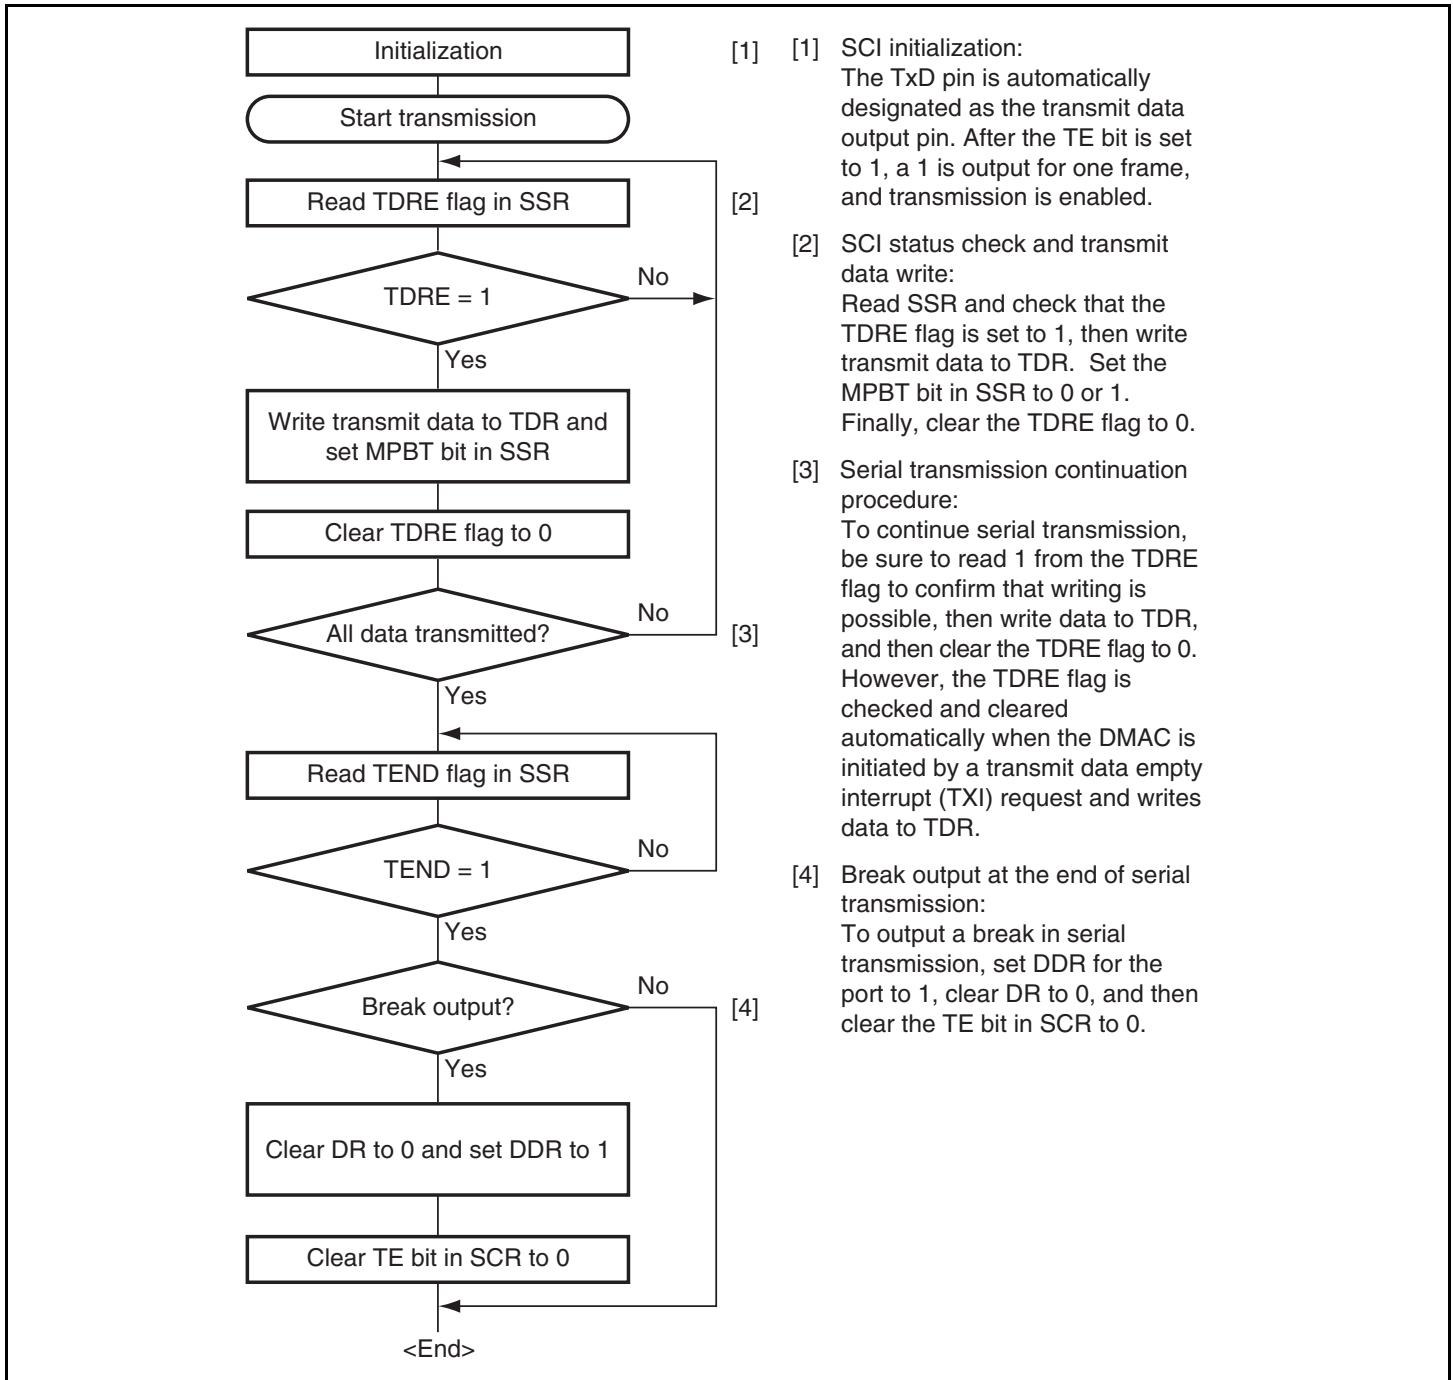 Initialization
[1]
Start transmission
Read TDRE flag in SSR
[2]
TDRE = 1
No
Yes
Write transmit data to TDR and
set MPBT bit in SSR
Clear TDRE flag to 0
All data transmitted?
No
[3]
Yes
Read TEND flag in SSR
TEND = 1
No
Yes
Break output?
No
[4]
Yes
Clear DR to 0 and set DDR to 1
Clear TE bit in SCR to 0
<End>
[1] SCI initialization:
The TxD pin is automatically
designated as the transmit data
output pin. After the TE bit is set
to 1, a 1 is output for one frame,
and transmission is enabled.
[2] SCI status check and transmit
data write:
Read SSR and check that the
TDRE flag is set to 1, then write
transmit data to TDR. Set the
MPBT bit in SSR to 0 or 1.
Finally, clear the TDRE flag to 0.
[3] Serial transmission continuation
procedure:
To continue serial transmission,
be sure to read 1 from the TDRE
flag to confirm that writing is
possible, then write data to TDR,
and then clear the TDRE flag to 0.
However, the TDRE flag is
checked and cleared
automatically when the DMAC is
initiated by a transmit data empty
interrupt (TXI) request and writes
data to TDR.
[4] Break output at the end of serial
transmission:
To output a break in serial
transmission, set DDR for the
port to 1, clear DR to 0, and then
clear the TE bit in SCR to 0.